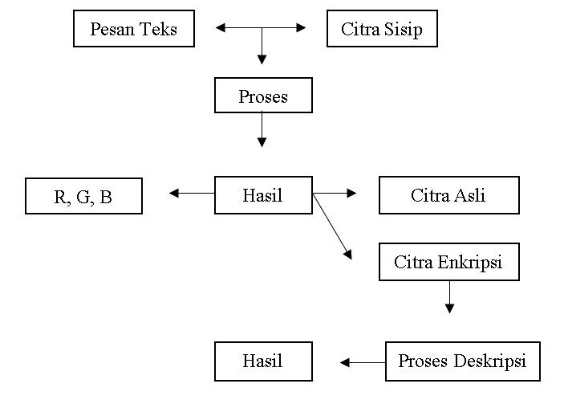 Pesan Teks
Citra Sisip
Proses
R, G, B
Hasil
Citra Asli
Citra Enkripsi
Hasil
Proses Deskripsi